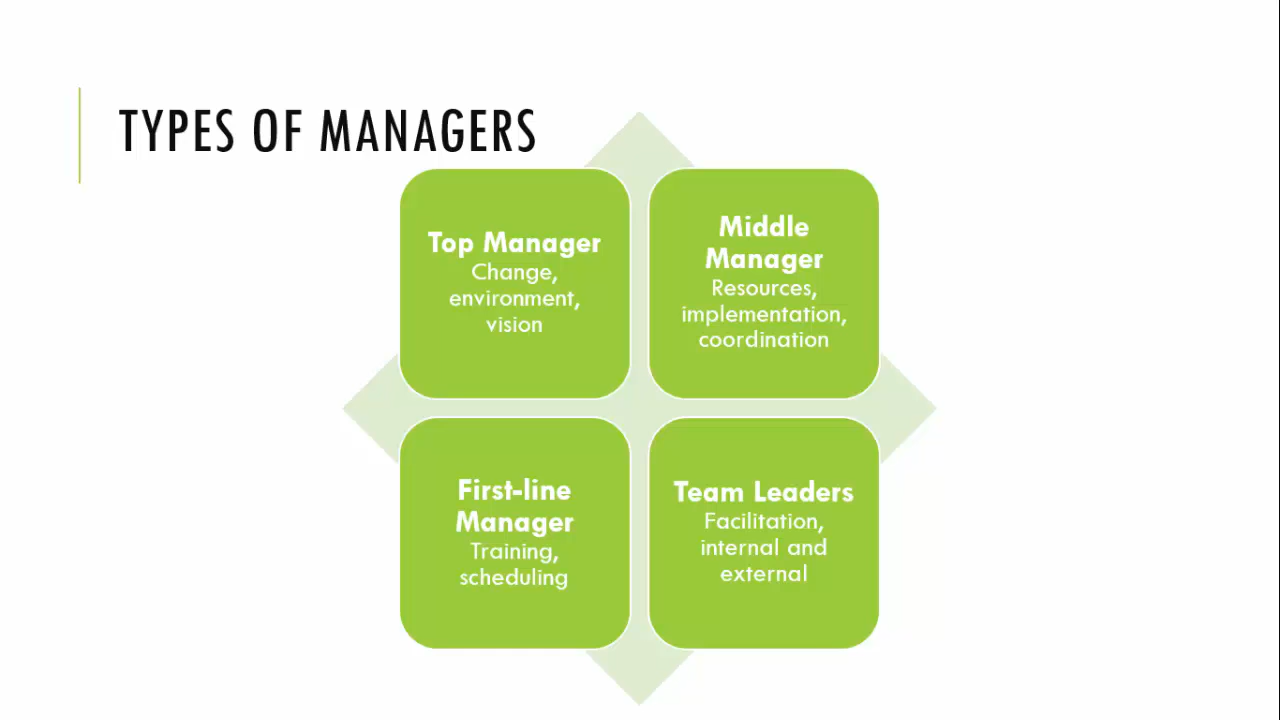 TYPES OF MANAGERS
Top Manager
Change,
environment,
vision
Middle
Manager
Resources,
implementation,
coordination
First-line
Manager
Training,
scheduling
Team Leaders
Facilitation,
internal and
external